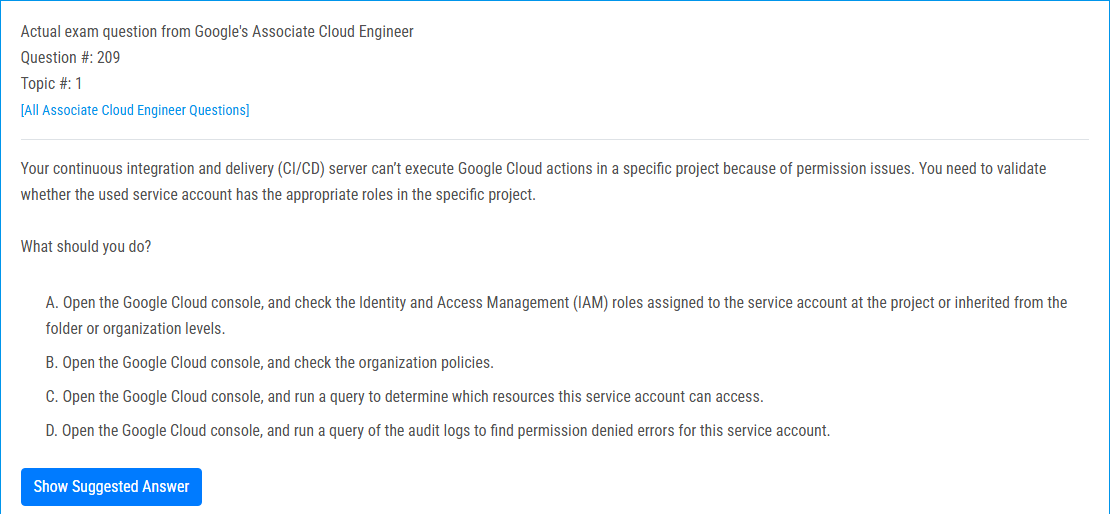 Actual exam question from Google's Associate Cloud Engineer
Question #: 209
Topic #: 1
[All Associate Cloud Engineer Questions]
Your continuous integration and delivery (CI/CD) server can't execute Google Cloud actions in a specific project because of permission issues. You need to validate
whether the used service account has the appropriate roles in the specific project.
What should you do?
A. Open the Google Cloud console, and check the Identity and Access Management (IAM) roles assigned to the service account at the project or inherited from the
folder or organization levels.
B. Open the Google Cloud console, and check the organization policies.
C. Open the Google Cloud console, and run a query to determine which resources this service account can access.
D. Open the Google Cloud console, and run a query of the audit logs to find permission denied errors for this service account.
Show Suggested Answer